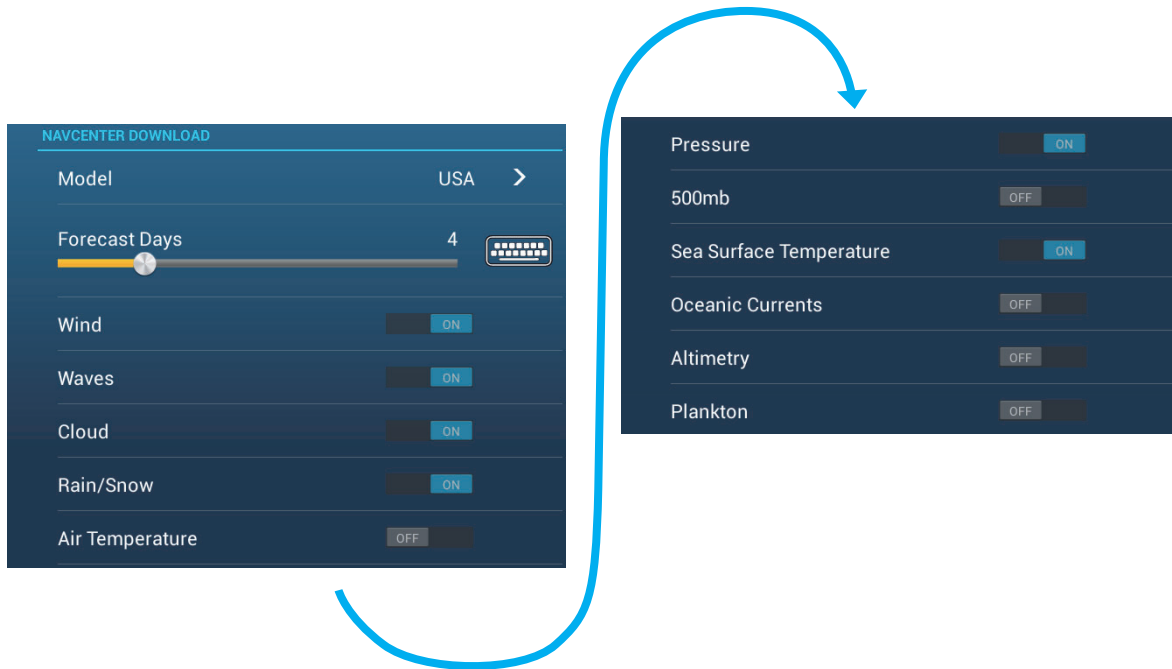 NAVCENTER DOWNLOAD
Model USA
Forecast Days 4
Wind ON
Waves ON
Cloud ON
Rain/Snow ON
Air Temperature OFF
Pressure ON
500mb OFF
Sea Surface Temperature ON
Oceanic Currents OFF
Altimetry OFF
Plankton OFF